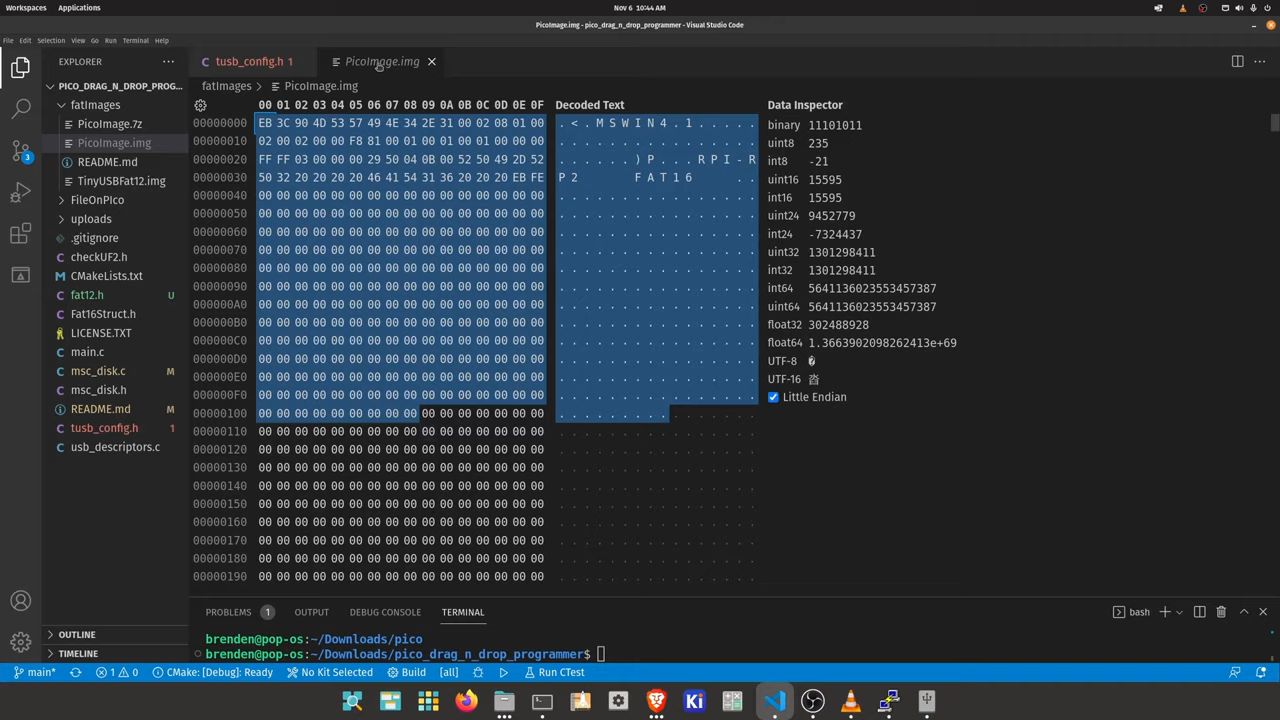 Workspaces Applications Nov 6 10:44 AM
PicoImage.img - pico_drag_n_drop_programmer - Visual Studio Code
File Edit Selection View Go Run Terminal Help
EXPLORER
PICO_DRAG_N_DROP_PROG...
fatImages
PicoImage.7z
PicoImage.img
README.md
TinyUSBFat12.img
FileOnPIco
uploads
.gitignore
checkUF2.h
CMakeLists.txt
fat12.h U
Fat16Struct.h
LICENSE.TXT
main.c
msc_disk.c M
msc_disk.h
README.md M
tusb_config.h 1
usb_descriptors.c
OUTLINE
TIMELINE
3
tusb_config.h 1 PicoImage.img
fatImages > PicoImage.img
00 01 02 03 04 05 06 07 08 09 0A 0B 0C 0D 0E 0F Decoded Text
00000000 EB 3C 90 4D 53 57 49 4E 34 2E 31 00 02 08 01 00 . < . M S W I N 4 . 1 . . . . .
00000010 02 00 02 00 00 F8 81 00 01 00 01 00 01 00 00 00 . . . . . . . . . . . . . . . .
00000020 FF FF 03 00 00 00 29 50 04 0B 00 52 50 49 2D 52 . . . . . . ) P . . . R P I - R
00000030 50 32 20 20 20 20 46 41 54 31 36 20 20 20 EB FE P 2 F A T 1 6 . .
00000040 00 00 00 00 00 00 00 00 00 00 00 00 00 00 00 00 . . . . . . . . . . . . . . . .
00000050 00 00 00 00 00 00 00 00 00 00 00 00 00 00 00 00 . . . . . . . . . . . . . . . .
00000060 00 00 00 00 00 00 00 00 00 00 00 00 00 00 00 00 . . . . . . . . . . . . . . . .
00000070 00 00 00 00 00 00 00 00 00 00 00 00 00 00 00 00 . . . . . . . . . . . . . . . .
00000080 00 00 00 00 00 00 00 00 00 00 00 00 00 00 00 00 . . . . . . . . . . . . . . . .
00000090 00 00 00 00 00 00 00 00 00 00 00 00 00 00 00 00 . . . . . . . . . . . . . . . .
000000A0 00 00 00 00 00 00 00 00 00 00 00 00 00 00 00 00 . . . . . . . . . . . . . . . .
000000B0 00 00 00 00 00 00 00 00 00 00 00 00 00 00 00 00 . . . . . . . . . . . . . . . .
000000C0 00 00 00 00 00 00 00 00 00 00 00 00 00 00 00 00 . . . . . . . . . . . . . . . .
000000D0 00 00 00 00 00 00 00 00 00 00 00 00 00 00 00 00 . . . . . . . . . . . . . . . .
000000E0 00 00 00 00 00 00 00 00 00 00 00 00 00 00 00 00 . . . . . . . . . . . . . . . .
000000F0 00 00 00 00 00 00 00 00 00 00 00 00 00 00 00 00 . . . . . . . . . . . . . . . .
00000100 00 00 00 00 00 00 00 00 00 00 00 00 00 00 00 00 . . . . . . . . . . . . . . . .
00000110 00 00 00 00 00 00 00 00 00 00 00 00 00 00 00 00 . . . . . . . . . . . . . . . .
00000120 00 00 00 00 00 00 00 00 00 00 00 00 00 00 00 00 . . . . . . . . . . . . . . . .
00000130 00 00 00 00 00 00 00 00 00 00 00 00 00 00 00 00 . . . . . . . . . . . . . . . .
00000140 00 00 00 00 00 00 00 00 00 00 00 00 00 00 00 00 . . . . . . . . . . . . . . . .
00000150 00 00 00 00 00 00 00 00 00 00 00 00 00 00 00 00 . . . . . . . . . . . . . . . .
00000160 00 00 00 00 00 00 00 00 00 00 00 00 00 00 00 00 . . . . . . . . . . . . . . . .
00000170 00 00 00 00 00 00 00 00 00 00 00 00 00 00 00 00 . . . . . . . . . . . . . . . .
00000180 00 00 00 00 00 00 00 00 00 00 00 00 00 00 00 00 . . . . . . . . . . . . . . . .
00000190 00 00 00 00 00 00 00 00 00 00 00 00 00 00 00 00 . . . . . . . . . . . . . . . .
Data Inspector
binary 11101011
uint8 235
int8 -21
uint16 15595
int16 15595
uint24 9452779
int24 -7324437
uint32 1301298411
int32 1301298411
int64 5641136023553457387
uint64 5641136023553457387
float32 302488928
float64 1.3663902098262413e+69
UTF-8 �
UTF-16
Little Endian
PROBLEMS 1 OUTPUT DEBUG CONSOLE TERMINAL bash
brenden@pop-os:~/Downloads/pico
brenden@pop-os:~/Downloads/pico_drag_n_drop_programmer$
main* 1 0 CMake: [Debug]: Ready No Kit Selected Build [all] Run CTest
Ki